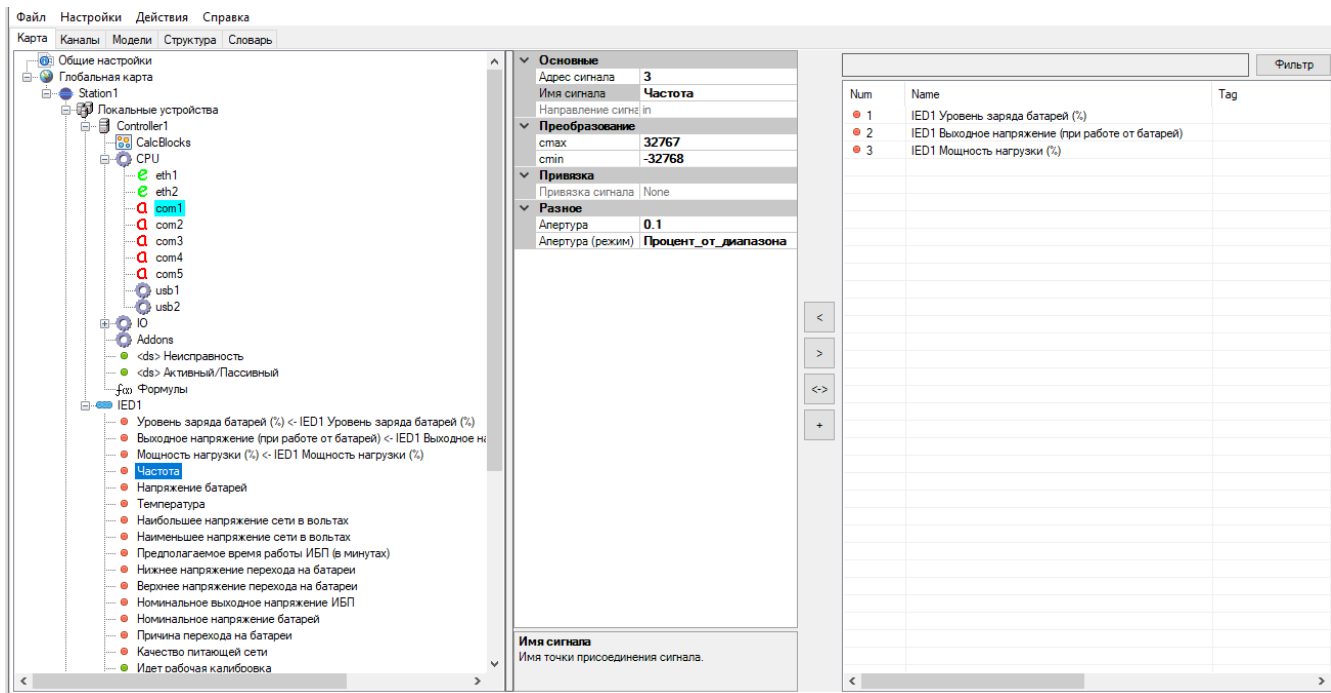 Файл Настройки Действия Справка
Карта Каналы Модели Структура Словарь
Общие настройки
Глобальная карта
Station1
Локальные устройства
Controller1
CalcBlocks
CPU
eth1
eth2
com1
com2
com3
com4
com5
usb1
usb2
IO
Addons
<ds> Неисправность
<ds> Активный/Пассивный
f(x) Формулы
IED1
Уровень заряда батарей (%) <- IED1 Уровень заряда батарей (%)
Выходное напряжение (при работе от батарей) <- IED1 Выходное на
Мощность нагрузки (%) <- IED1 Мощность нагрузки (%)
Частота
Напряжение батарей
Температура
Наибольшее напряжение сети в вольтах
Наименьшее напряжение сети в вольтах
Предполагаемое время работы ИБП (в минутах)
Нижнее напряжение перехода на батареи
Верхнее напряжение перехода на батареи
Номинальное выходное напряжение ИБП
Номинальное напряжение батарей
Причина перехода на батареи
Качество питающей сети
Идет рабочая калибровка
Основные
Адрес сигнала 3
Имя сигнала Частота
Направление сигна in
Преобразование
cmax 32767
cmin -32768
Привязка
Привязка сигнала None
Разное
Апертура 0.1
Апертура (режим) Процент_от_диапазона
Имя сигнала
Имя точки присоединения сигнала.
<
>
<->
+
Фильтр
Num Name Tag
1 IED1 Уровень заряда батарей (%)
2 IED1 Выходное напряжение (при работе от батарей)
3 IED1 Мощность нагрузки (%)